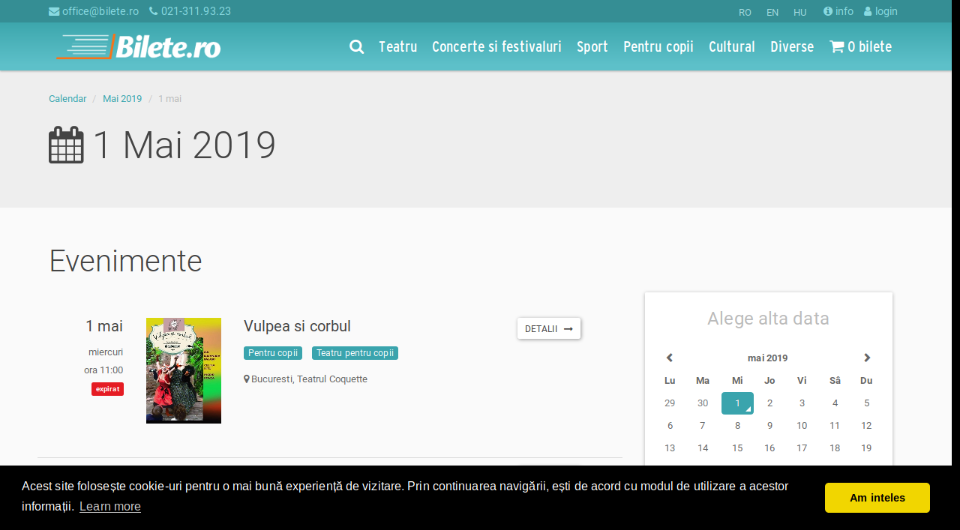 office@bilete.ro 021-311.93.23 RO EN HU info login
Bilete.ro Teatru Concerte si festivaluri Sport Pentru copii Cultural Diverse 0 bilete
Calendar / Mai 2019 / 1 mai
1 Mai 2019
Evenimente
1 mai
miercuri
ora 11:00
expirat
Vulpea si corbul
Pentru copii Teatru pentru copii
Bucuresti, Teatrul Coquette
DETALII
Alege alta data
mai 2019
Lu Ma Mi Jo Vi Sâ Du
29 30 1 2 3 4 5
6 7 8 9 10 11 12
13 14 15 16 17 18 19
Acest site folosește cookie-uri pentru o mai bună experiență de vizitare. Prin continuarea navigării, ești de acord cu modul de utilizare a acestor
informații. Learn more
Am inteles